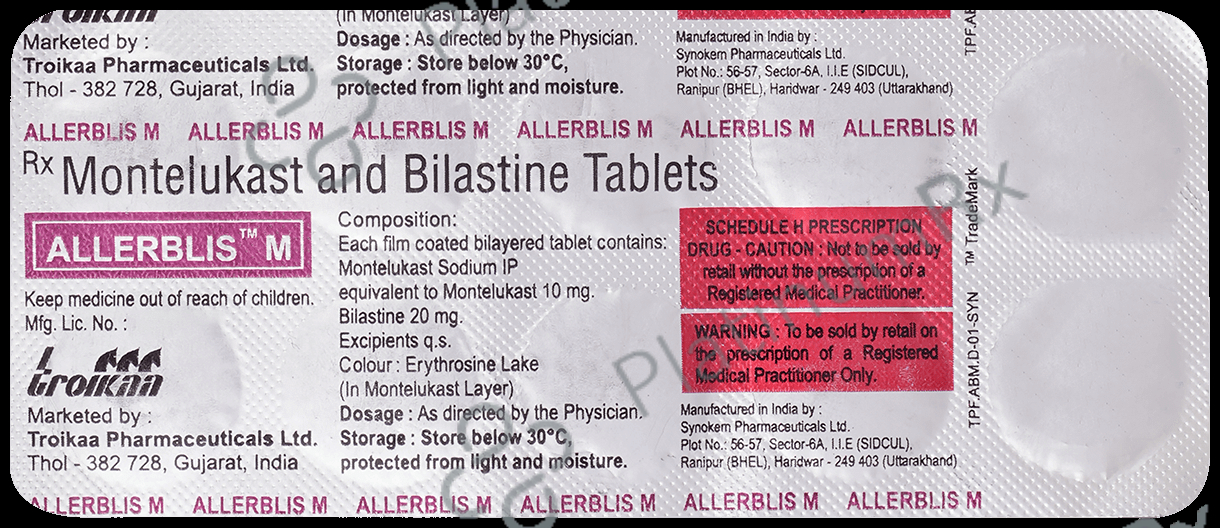 Marketed by :
Troikaa Pharmaceuticals Ltd.
Thol - 382 728, Gujarat, India
(In Montelukast Layer)
Dosage : As directed by the Physician.
Storage : Store below 30°C,
protected from light and moisture.
Manufactured in India by :
Synokem Pharmaceuticals Ltd.
Plot No.: 56-57, Sector-6A, I.I.E (SIDCUL),
Ranipur (BHEL), Haridwar - 249 403 (Uttarakhand)
TPF.AB
ALLERBLIS M ALLERBLIS M ALLERBLIS M ALLERBLIS M ALLERBLIS M ALLERBLIS M
Rx Montelukast and Bilastine Tablets
ALLERBLIS™ M
Keep medicine out of reach of children.
Mfg. Lic. No. :
troikaa
Marketed by :
Troikaa Pharmaceuticals Ltd.
Thol - 382 728, Gujarat, India
Composition:
Each film coated bilayered tablet contains:
Montelukast Sodium IP
equivalent to Montelukast 10 mg.
Bilastine 20 mg.
Excipients q.s.
Colour : Erythrosine Lake
(In Montelukast Layer)
Dosage : As directed by the Physician.
Storage : Store below 30°C,
protected from light and moisture.
SCHEDULE H PRESCRIPTION
DRUG - CAUTION : Not to be sold by
retail without the prescription of a
Registered Medical Practitioner.
WARNING : To be sold by retail on
the prescription of a Registered
Medical Practitioner Only.
Manufactured in India by :
Synokem Pharmaceuticals Ltd.
Plot No.: 56-57, Sector-6A, I.I.E (SIDCUL),
Ranipur (BHEL), Haridwar - 249 403 (Uttarakhand)
TPF.ABM.D-01-SYN ™ TradeMark
ALLERBLIS M ALLERBLIS M ALLERBLIS M ALLERBLIS M ALLERBLIS M ALLERBLIS M
Platinum Rx